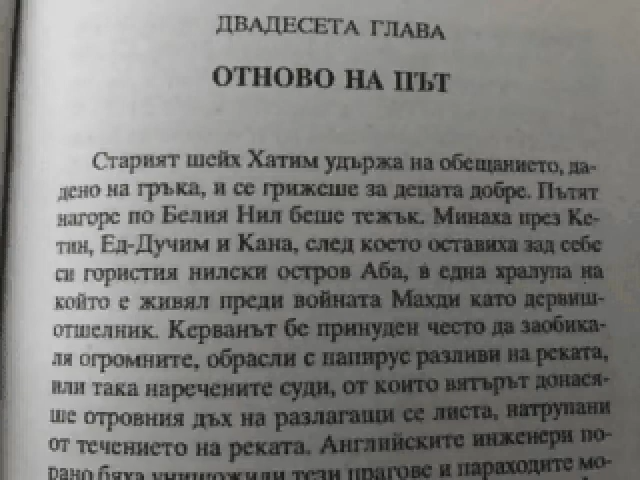 ДВАДЕСЕТА ГЛАВА
ОТНОВО НА ПЪТ
Старият шейх Хатим удържа на обещанието, да-
дено на гръка, и се грижеше за децата добре. Пътят
нагоре по Белия Нил беше тежък. Минаха през Ке-
тин, Ед-Дучим и Кана, след което оставиха зад себе
си гористия нилски остров Аба, в една хралупа на
който е живял преди войната Махди като дервиш-
отшелник. Керванът бе принуден често да заобика-
ля огромните, обрасли с папирус разливи на реката,
или така наречените суди, от които вятърът донася-
ше отровния дъх на разлагащи се листа, натрупани
от течението на реката. Английските инженери по-
рано бяха унищожили тези прагове и параходите мо-